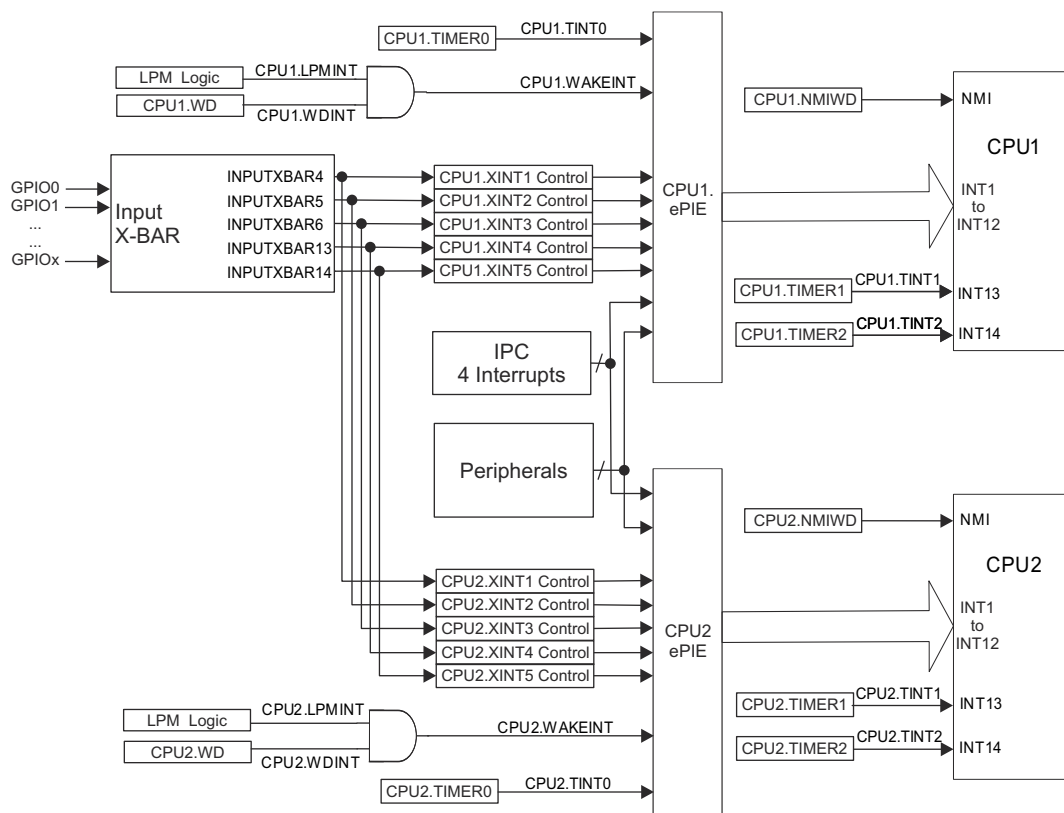 CPU1.TIMER0
CPU1.TINT0
LPM Logic
CPU1.LPMINT
CPU1.WD
CPU1.WDINT
CPU1.WAKEINT
CPU1.NMIWD
NMI
CPU1
GPIO0
GPIO1
...
...
GPIOx
Input
X-BAR
INPUTXBAR4
INPUTXBAR5
INPUTXBAR6
INPUTXBAR13
INPUTXBAR14
CPU1.XINT1 Control
CPU1.XINT2 Control
CPU1.XINT3 Control
CPU1.XINT4 Control
CPU1.XINT5 Control
CPU1.
ePIE
INT1
to
INT12
CPU1.TIMER1
CPU1.TINT1
INT13
CPU1.TIMER2
CPU1.TINT2
INT14
IPC
4 Interrupts
Peripherals
CPU2.NMIWD
NMI
CPU2
CPU2.XINT1 Control
CPU2.XINT2 Control
CPU2.XINT3 Control
CPU2.XINT4 Control
CPU2.XINT5 Control
CPU2
ePIE
INT1
to
INT12
CPU2.TIMER1
CPU2.TINT1
INT13
CPU2.TIMER2
CPU2.TINT2
INT14
LPM Logic
CPU2.LPMINT
CPU2.WD
CPU2.WDINT
CPU2.WAKEINT
CPU2.TIMER0
CPU2.TINT0